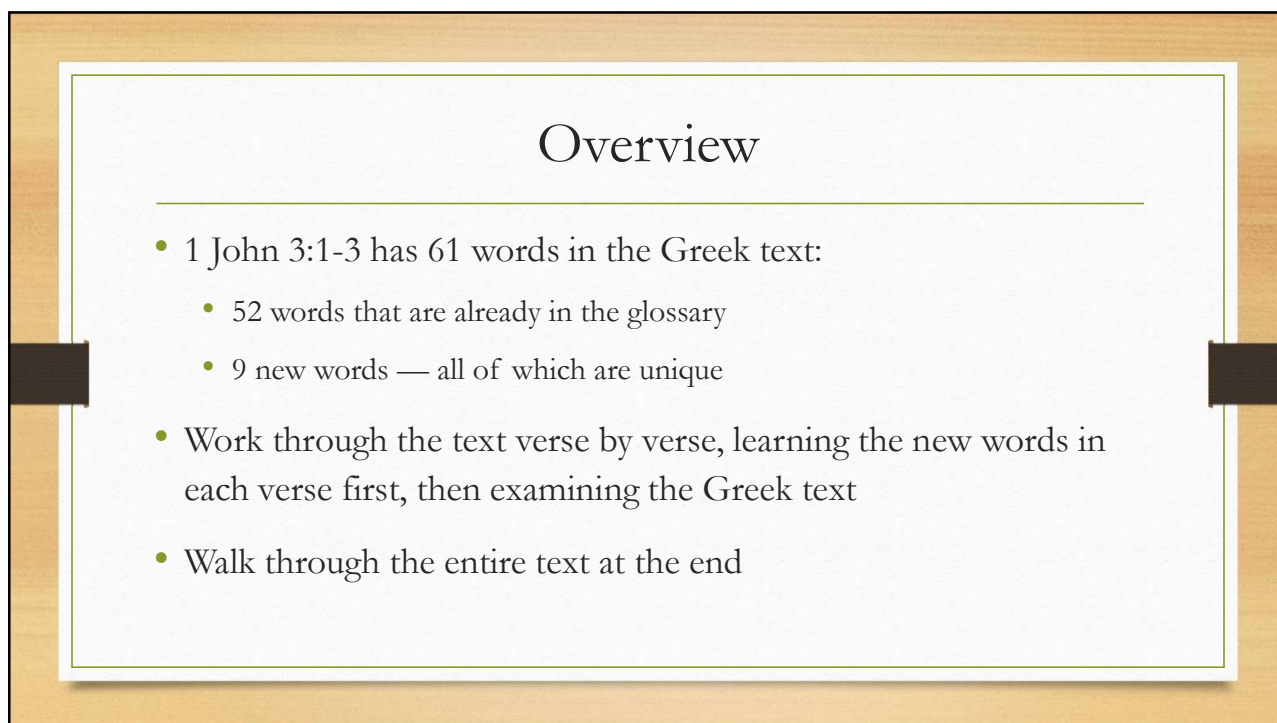 Overview
• 1 John 3:1-3 has 61 words in the Greek text:
• 52 words that are already in the glossary
• 9 new words — all of which are unique
• Work through the text verse by verse, learning the new words in
each verse first, then examining the Greek text
• Walk through the entire text at the end